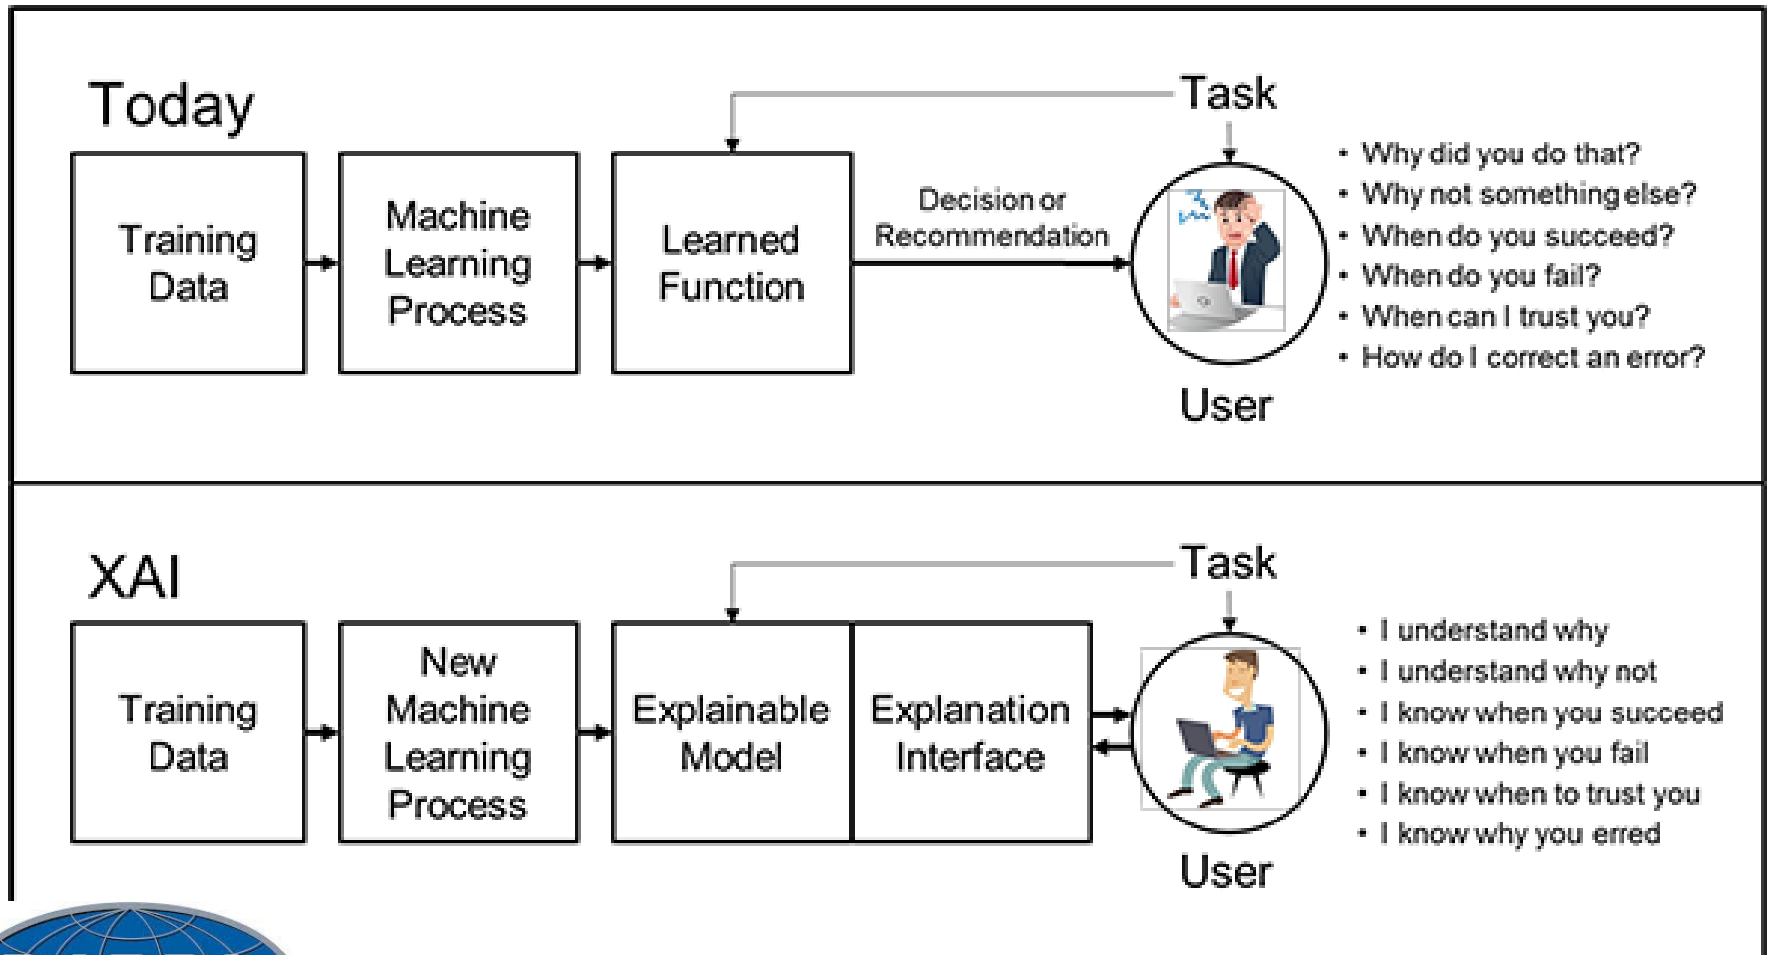 Today
Task
Training
Data
Machine
Learning
Process
Learned
Function
Decision or
Recommendation
• Why did you do that?
• Why not something else?
• When do you succeed?
• When do you fail?
• When can I trust you?
• How do I correct an error?
User
XAI
Task
Training
Data
New
Machine
Learning
Process
Explainable
Model
Explanation
Interface
• I understand why
• I understand why not
• I know when you succeed
• I know when you fail
• I know when to trust you
• I know why you erred
User